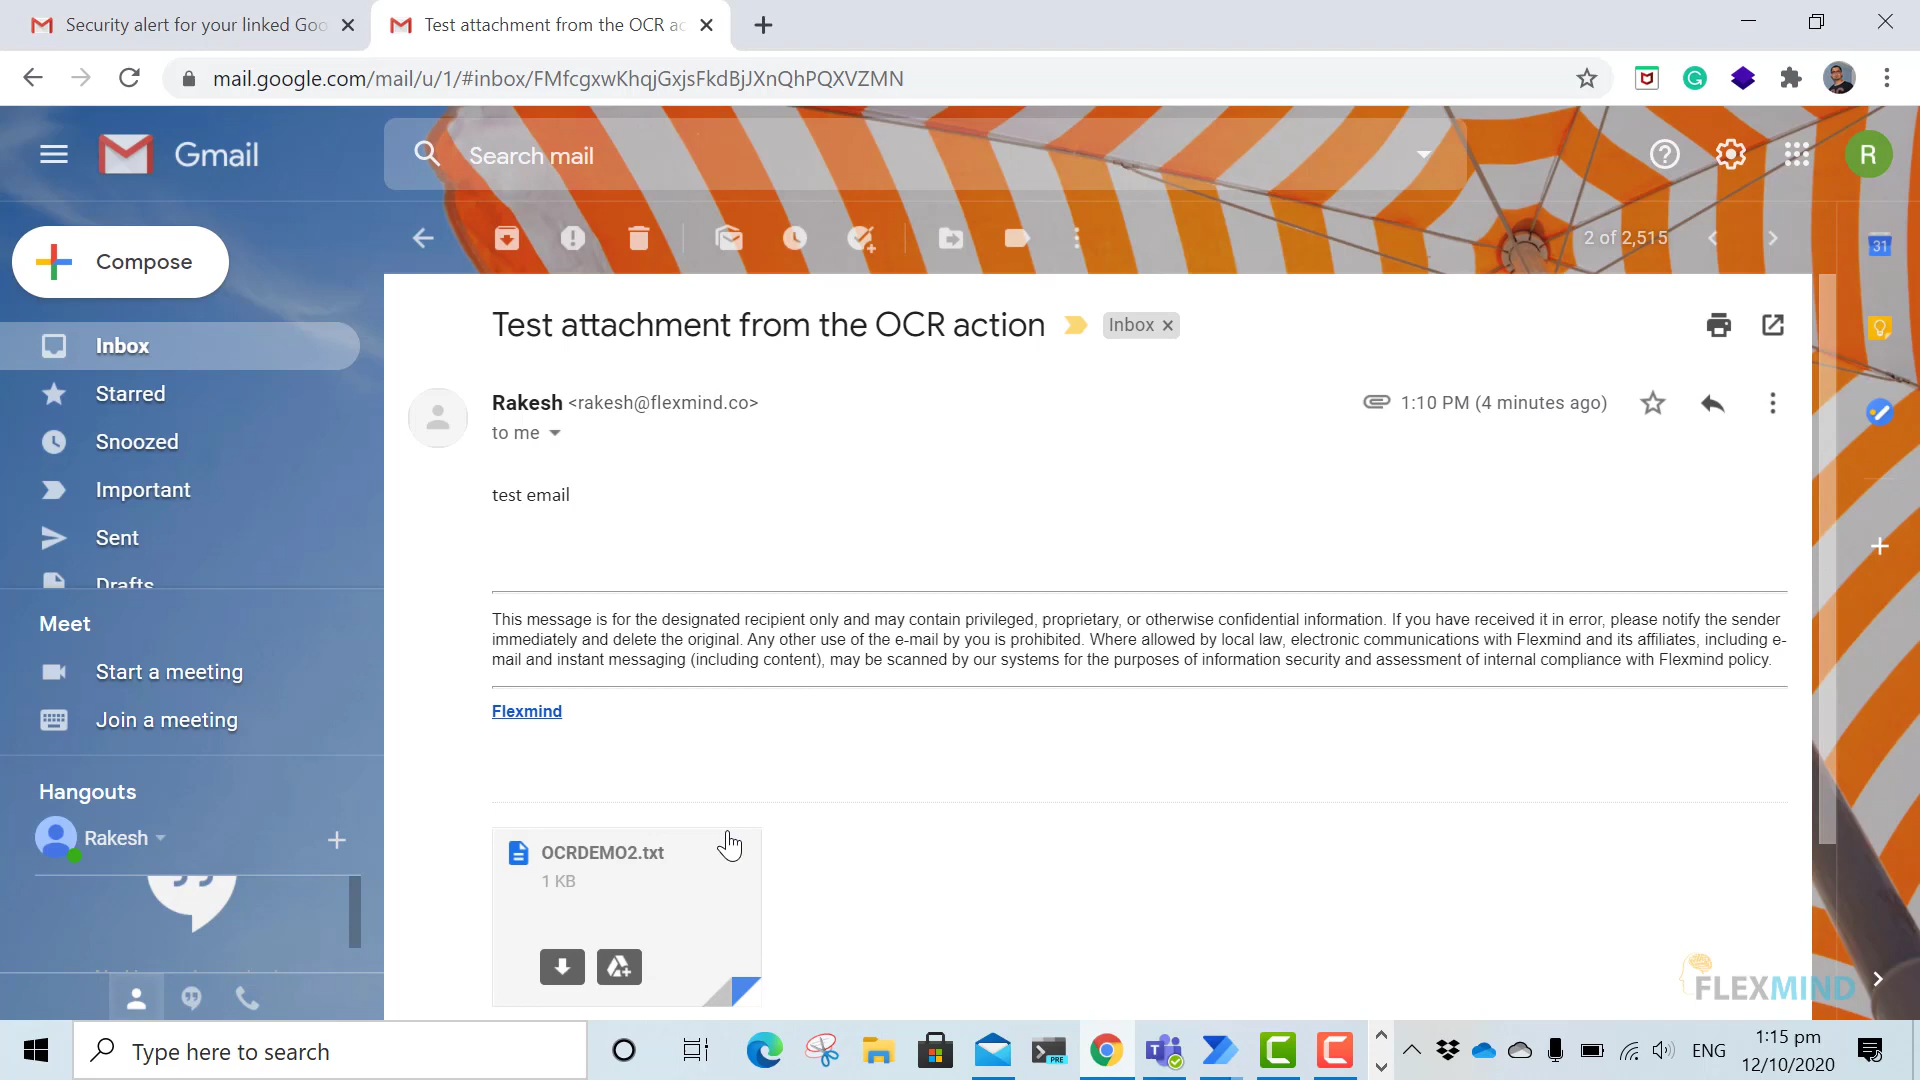 Security alert for your linked Goo
Test attachment from the OCR ac
mail.google.com/mail/u/1/#inbox/FMfcgxwKhqjGxjsFkdBjJXnQhPQXVZMN
Gmail
Search mail
R
Compose
2 of 2,515
31
Inbox
Starred
Snoozed
Important
Sent
Drafts
Meet
Start a meeting
Join a meeting
Hangouts
Rakesh
Test attachment from the OCR action
Inbox
Rakesh <rakesh@flexmind.co>
1:10 PM (4 minutes ago)
to me
test email
This message is for the designated recipient only and may contain privileged, proprietary, or otherwise confidential information. If you have received it in error, please notify the sender
immediately and delete the original. Any other use of the e-mail by you is prohibited. Where allowed by local law, electronic communications with Flexmind and its affiliates, including e-
mail and instant messaging (including content), may be scanned by our systems for the purposes of information security and assessment of internal compliance with Flexmind policy.
Flexmind
OCRDEMO2.txt
1 KB
FLEXMIND
Type here to search
PRE
ENG
1:15 pm
12/10/2020